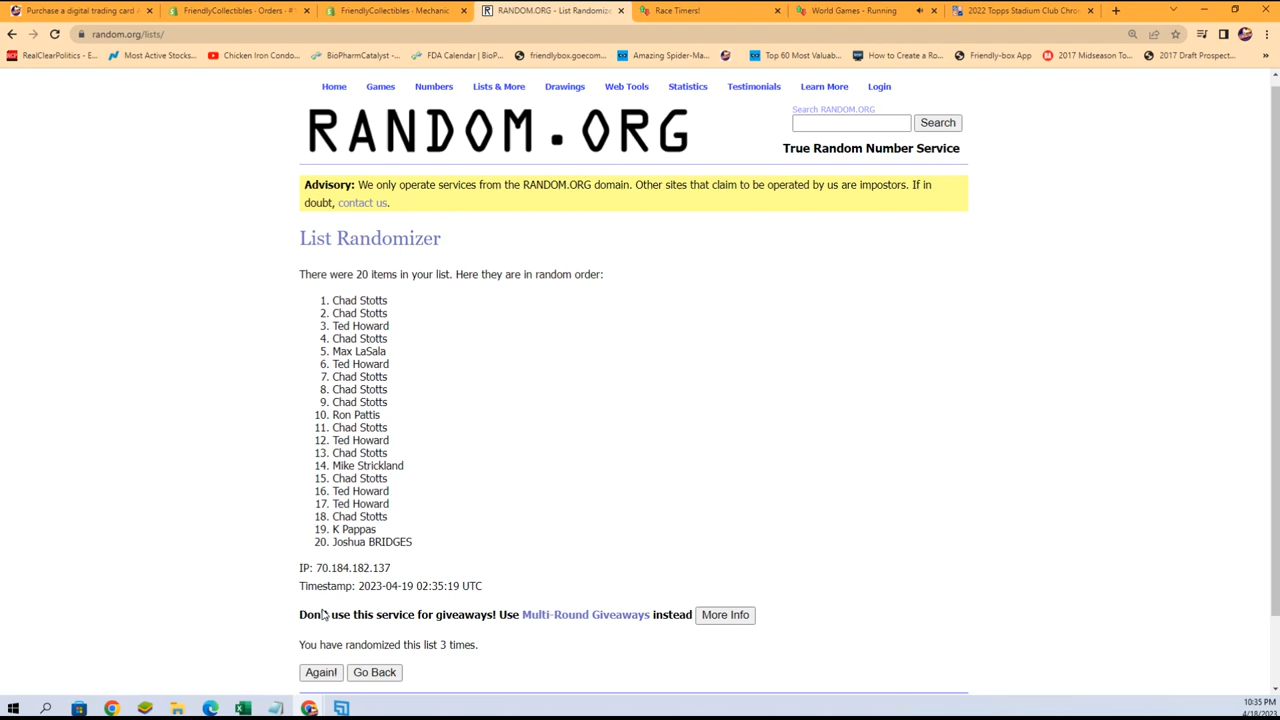 Purchase a digital trading card
FriendlyCollectibles - Orders - #1
FriendlyCollectibles - Mechanic
RANDOM.ORG - List Randomize
Race Timers!
World Games - Running
2022 Topps Stadium Club Chro
random.org/lists/
RealClearPolitics - E...
Most Active Stocks...
Chicken Iron Condo...
BioPharmCatalyst -...
FDA Calendar | BioP...
friendlybox.goecom...
Amazing Spider-Ma...
Top 60 Most Valuab...
How to Create a Ro...
Friendly-box App
2017 Midseason To...
2017 Draft Prospect...
Home
Games
Numbers
Lists & More
Drawings
Web Tools
Statistics
Testimonials
Learn More
Login
RANDOM.ORG
Search RANDOM.ORG
Search
True Random Number Service
Advisory: We only operate services from the RANDOM.ORG domain. Other sites that claim to be operated by us are impostors. If in
doubt, contact us.
List Randomizer
There were 20 items in your list. Here they are in random order:
1. Chad Stotts
2. Chad Stotts
3. Ted Howard
4. Chad Stotts
5. Max LaSala
6. Ted Howard
7. Chad Stotts
8. Chad Stotts
9. Chad Stotts
10. Ron Pattis
11. Chad Stotts
12. Ted Howard
13. Chad Stotts
14. Mike Strickland
15. Chad Stotts
16. Ted Howard
17. Ted Howard
18. Chad Stotts
19. K Pappas
20. Joshua BRIDGES
IP: 70.184.182.137
Timestamp: 2023-04-19 02:35:19 UTC
Don't use this service for giveaways! Use Multi-Round Giveaways instead
More Info
You have randomized this list 3 times.
Again!
Go Back
10:35 PM
4/18/2023